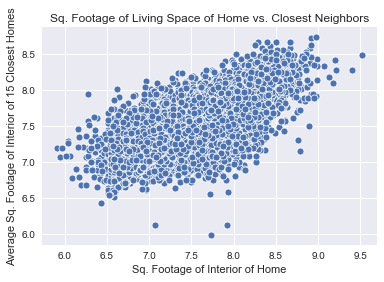 Sq. Footage of Living Space of Home vs. Closest Neighbors
Average Sq. Footage of Interior of 15 Closest Homes
8.5
8.0
7.5
7.0
6.5
6.0
6.0 6.5 7.0 7.5 8.0 8.5 9.0 9.5
Sq. Footage of Interior of Home